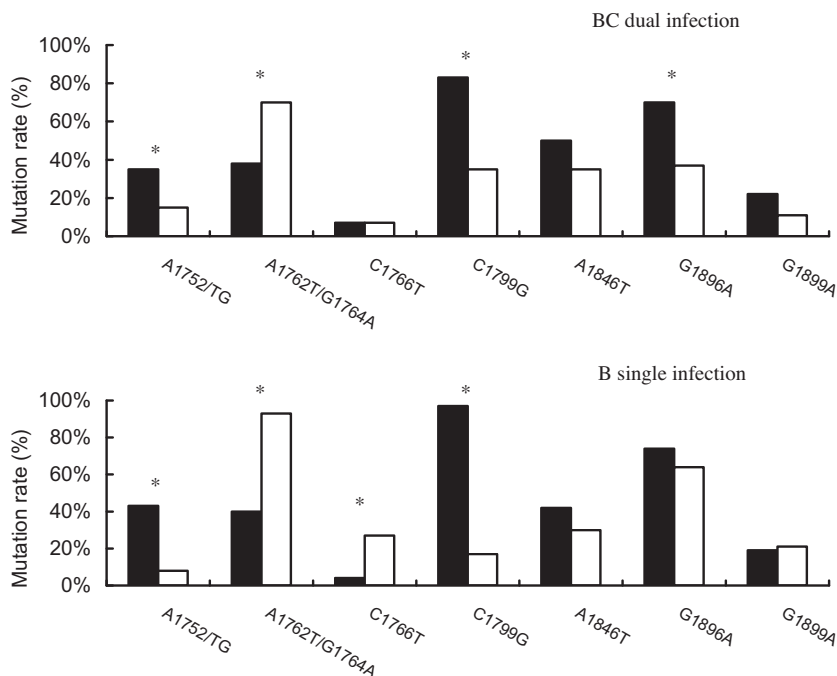 BC dual infection
Mutation rate (%)
100%
80%
60%
40%
20%
0%
*
*
*
*
A1752/TG
A1762T/G1764A
C1766T
C1799G
A1846T
G1896A
G1899A
B single infection
Mutation rate (%)
100%
80%
60%
40%
20%
0%
*
*
*
*
A1752/TG
A1762T/G1764A
C1766T
C1799G
A1846T
G1896A
G1899A